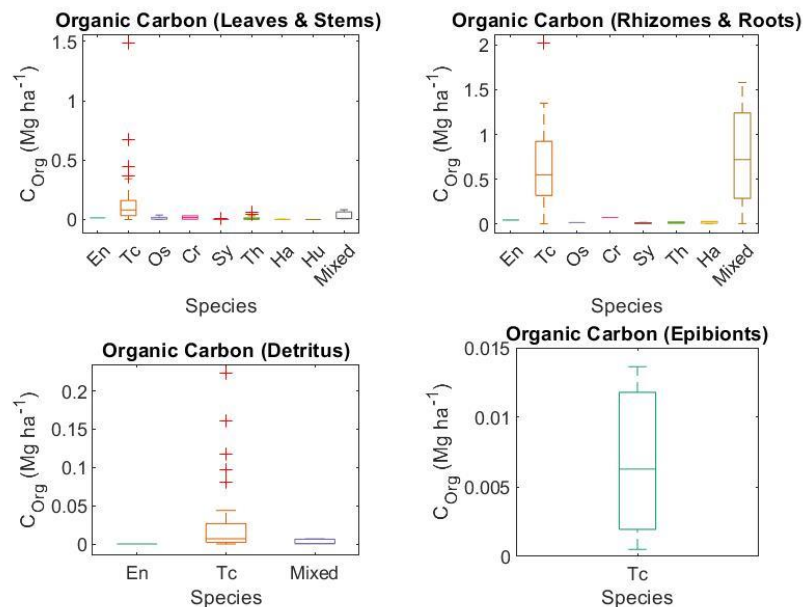 Organic Carbon (Leaves & Stems)
C_Org (Mg ha⁻¹)
1.5
1
0.5
0
En Tc Os Cr Sy Th Ha Hu Mixed
Species
Organic Carbon (Rhizomes & Roots)
C_Org (Mg ha⁻¹)
2
1.5
1
0.5
0
En Tc Os Cr Sy Th Ha Mixed
Species
Organic Carbon (Detritus)
C_Org (Mg ha⁻¹)
0.2
0.15
0.1
0.05
0
En Tc Mixed
Species
Organic Carbon (Epibionts)
C_Org (Mg ha⁻¹)
0.015
0.01
0.005
0
Tc
Species